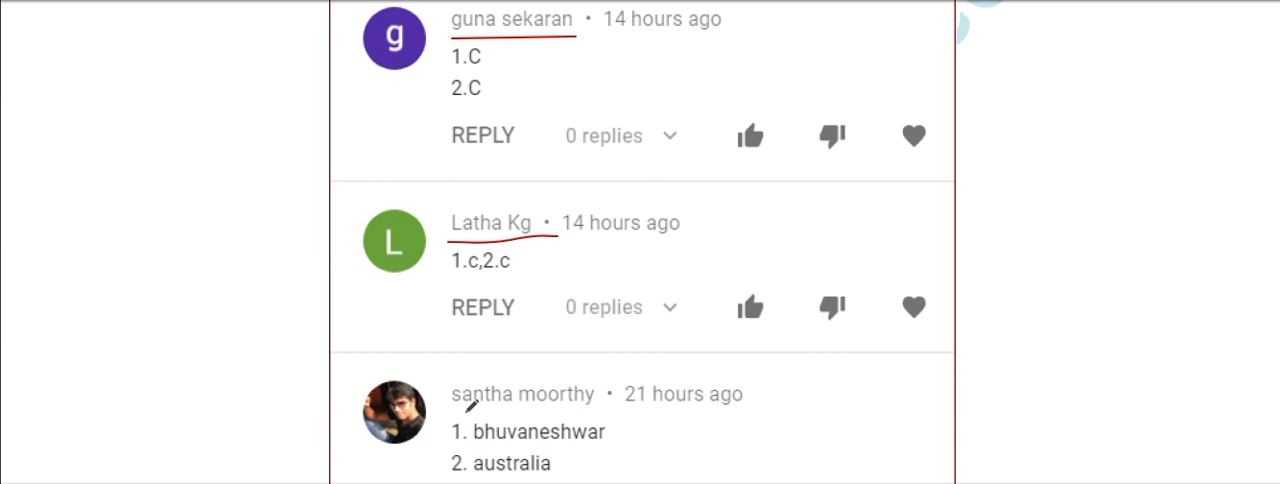 g
guna sekaran • 14 hours ago
1.C
2.C
REPLY 0 replies
L
Latha Kg • 14 hours ago
1.c,2.c
REPLY 0 replies
santha moorthy • 21 hours ago
1. bhuvaneshwar
2. australia